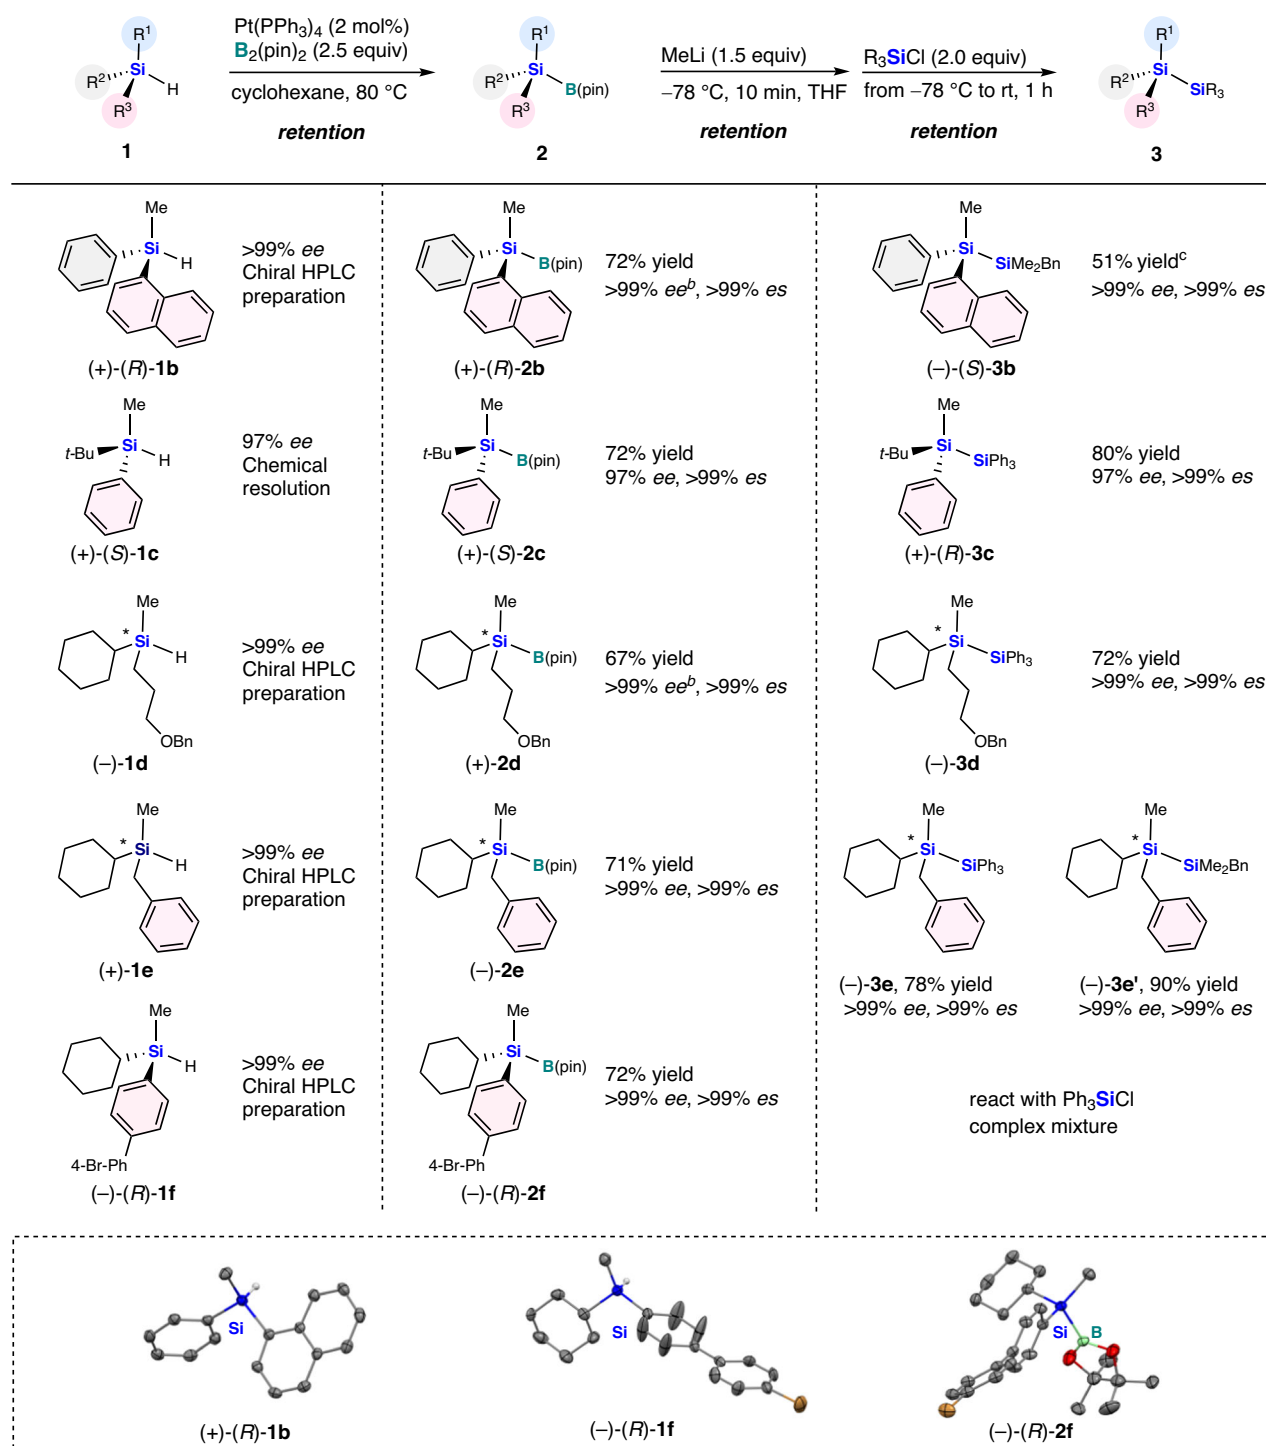 R¹
R²
Si
H
R³
1
Pt(PPh₃)₄ (2 mol%)
B₂(pin)₂ (2.5 equiv)
cyclohexane, 80 °C
retention
R¹
R²
Si
B(pin)
R³
2
MeLi (1.5 equiv)
−78 °C, 10 min, THF
retention
R₃SiCl (2.0 equiv)
from −78 °C to rt, 1 h
retention
R¹
R²
Si
SiR₃
R³
3
Me
Si
H
(+)-(R)-1b
>99% ee
Chiral HPLC
preparation
Me
Si
B(pin)
(+)-(R)-2b
72% yield
>99% eeᵇ, >99% es
Me
Si
SiMe₂Bn
(−)-(S)-3b
51% yieldᶜ
>99% ee, >99% es
Me
t-Bu
Si
H
(+)-(S)-1c
97% ee
Chemical
resolution
Me
t-Bu
Si
B(pin)
(+)-(S)-2c
72% yield
97% ee, >99% es
Me
t-Bu
Si
SiPh₃
(+)-(R)-3c
80% yield
97% ee, >99% es
Me
*
Si
H
OBn
(−)-1d
>99% ee
Chiral HPLC
preparation
Me
*
Si
B(pin)
OBn
(+)-2d
67% yield
>99% eeᵇ, >99% es
Me
*
Si
SiPh₃
OBn
(−)-3d
72% yield
>99% ee, >99% es
Me
*
Si
H
(+)-1e
>99% ee
Chiral HPLC
preparation
Me
*
Si
B(pin)
(−)-2e
71% yield
>99% ee, >99% es
Me
*
Si
SiPh₃
(−)-3e, 78% yield
>99% ee, >99% es
Me
*
Si
SiMe₂Bn
(−)-3e', 90% yield
>99% ee, >99% es
Me
Si
H
4-Br-Ph
(−)-(R)-1f
>99% ee
Chiral HPLC
preparation
Me
Si
B(pin)
4-Br-Ph
(−)-(R)-2f
72% yield
>99% ee, >99% es
react with Ph₃SiCl
complex mixture
Si
(+)-(R)-1b
Si
(−)-(R)-1f
Si
B
(−)-(R)-2f